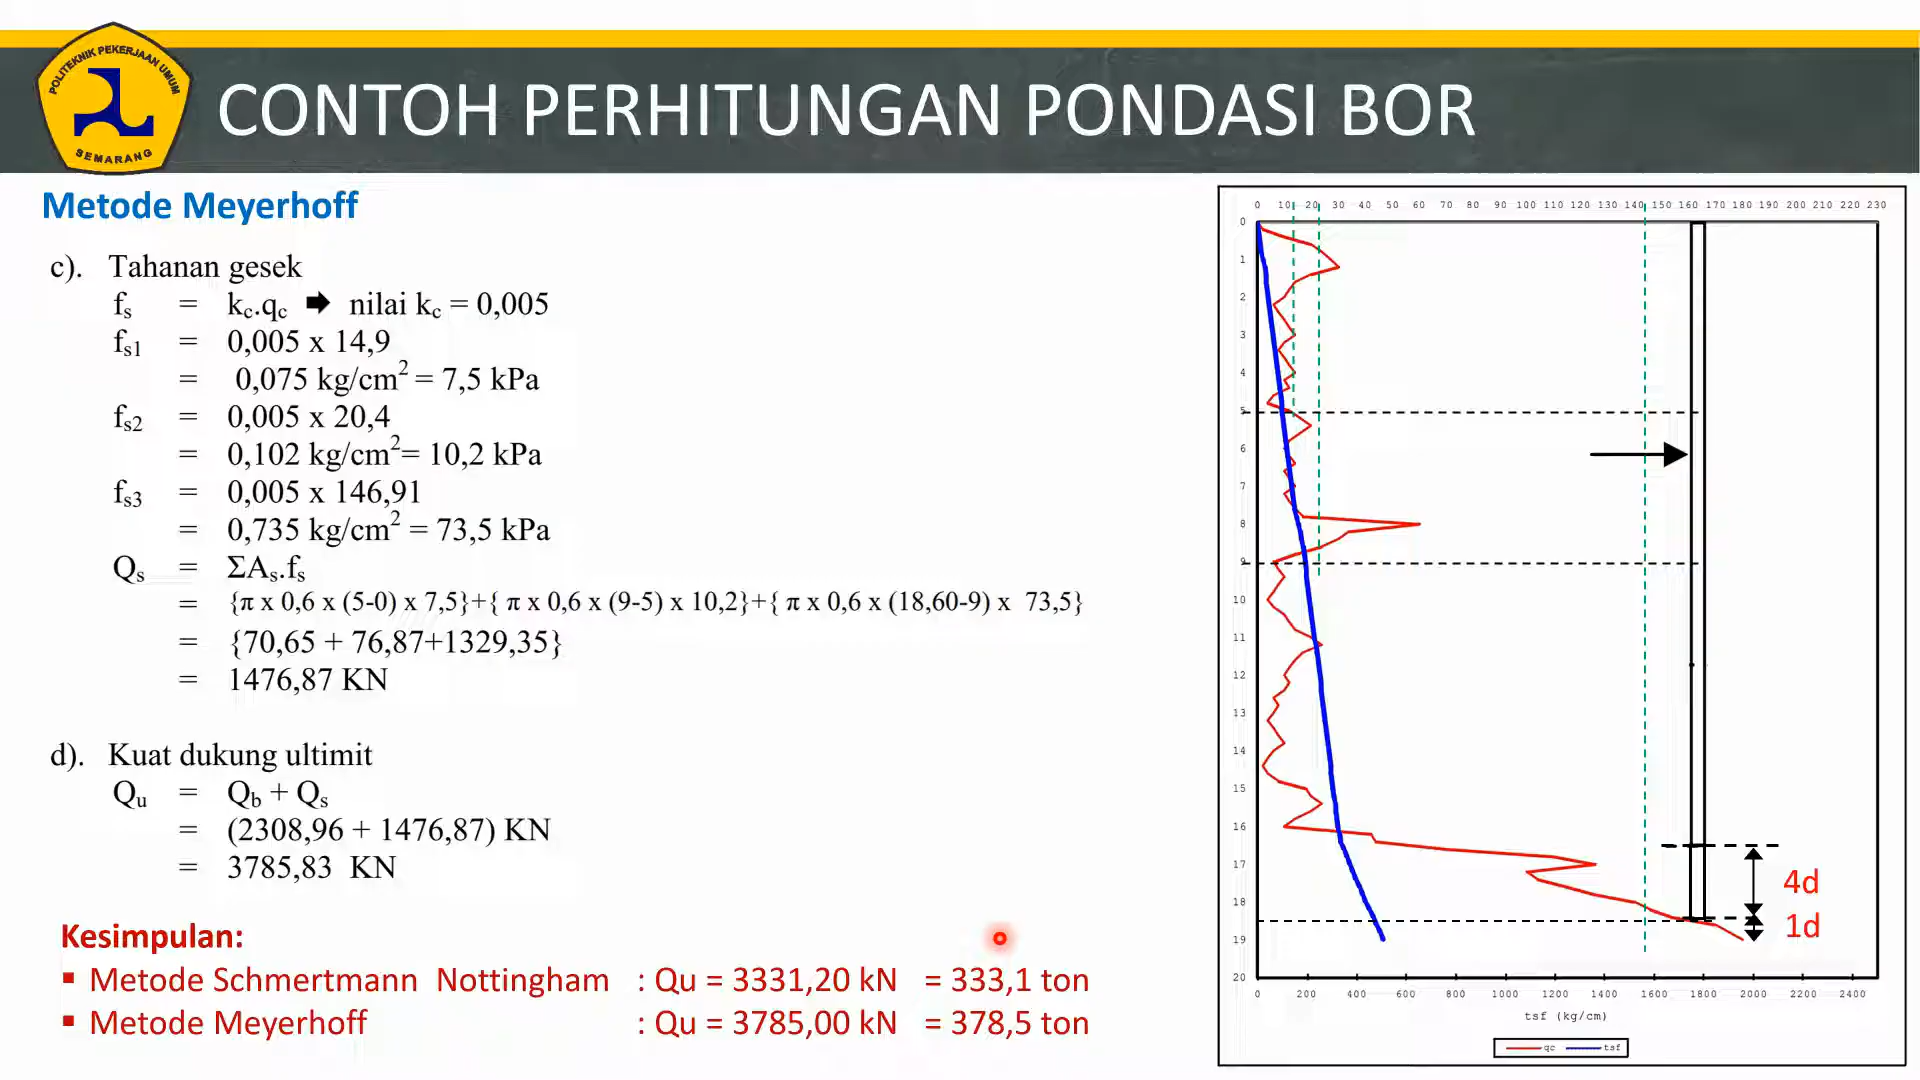 POLITEKNIK PEKERJAAN UMUM
SEMARANG
CONTOH PERHITUNGAN PONDASI BOR
Metode Meyerhoff
c). Tahanan gesek
fs = kc.qc ➡ nilai kc = 0,005
fs1 = 0,005 x 14,9
= 0,075 kg/cm² = 7,5 kPa
fs2 = 0,005 x 20,4
= 0,102 kg/cm²= 10,2 kPa
fs3 = 0,005 x 146,91
= 0,735 kg/cm² = 73,5 kPa
Qs = ΣAs.fs
= {π x 0,6 x (5-0) x 7,5}+{ π x 0,6 x (9-5) x 10,2}+{ π x 0,6 x (18,60-9) x 73,5}
= {70,65 + 76,87+1329,35}
= 1476,87 KN
d). Kuat dukung ultimit
Qu = Qb + Qs
= (2308,96 + 1476,87) KN
= 3785,83 KN
Kesimpulan:
▪ Metode Schmertmann Nottingham : Qu = 3331,20 kN = 333,1 ton
▪ Metode Meyerhoff : Qu = 3785,00 kN = 378,5 ton
0 10 20 30 40 50 60 70 80 90 100 110 120 130 140 150 160 170 180 190 200 210 220 230
0
1
2
3
4
5
6
7
8
9
10
11
12
13
14
15
16
17
18
19
20
4d
1d
0 200 400 600 800 1000 1200 1400 1600 1800 2000 2200 2400
tsf (kg/cm)
qc tsf